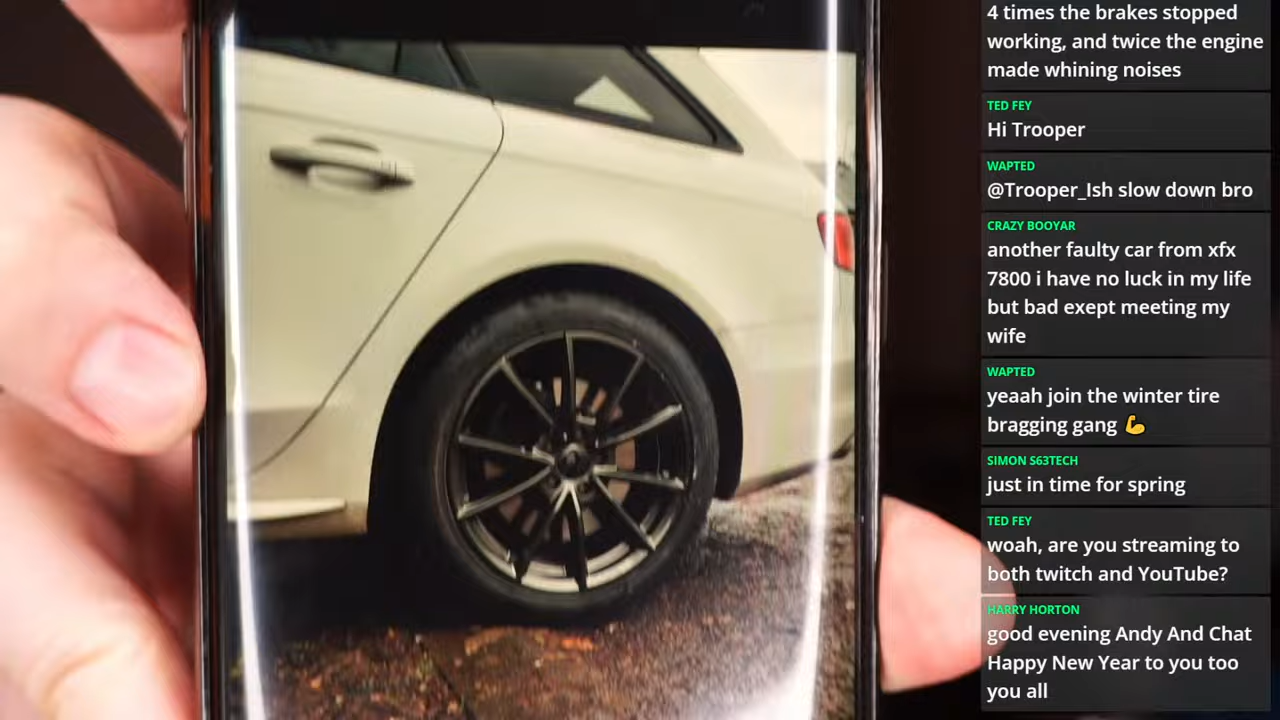 4 times the brakes stopped
working, and twice the engine
made whining noises
TED FEY
Hi Trooper
WAPTED
@Trooper_Ish slow down bro
CRAZY BOOYAR
another faulty car from xfx
7800 i have no luck in my life
but bad exept meeting my
wife
WAPTED
yeaah join the winter tire
bragging gang 💪
SIMON S63TECH
just in time for spring
TED FEY
woah, are you streaming to
both twitch and YouTube?
HARRY HORTON
good evening Andy And Chat
Happy New Year to you too
you all